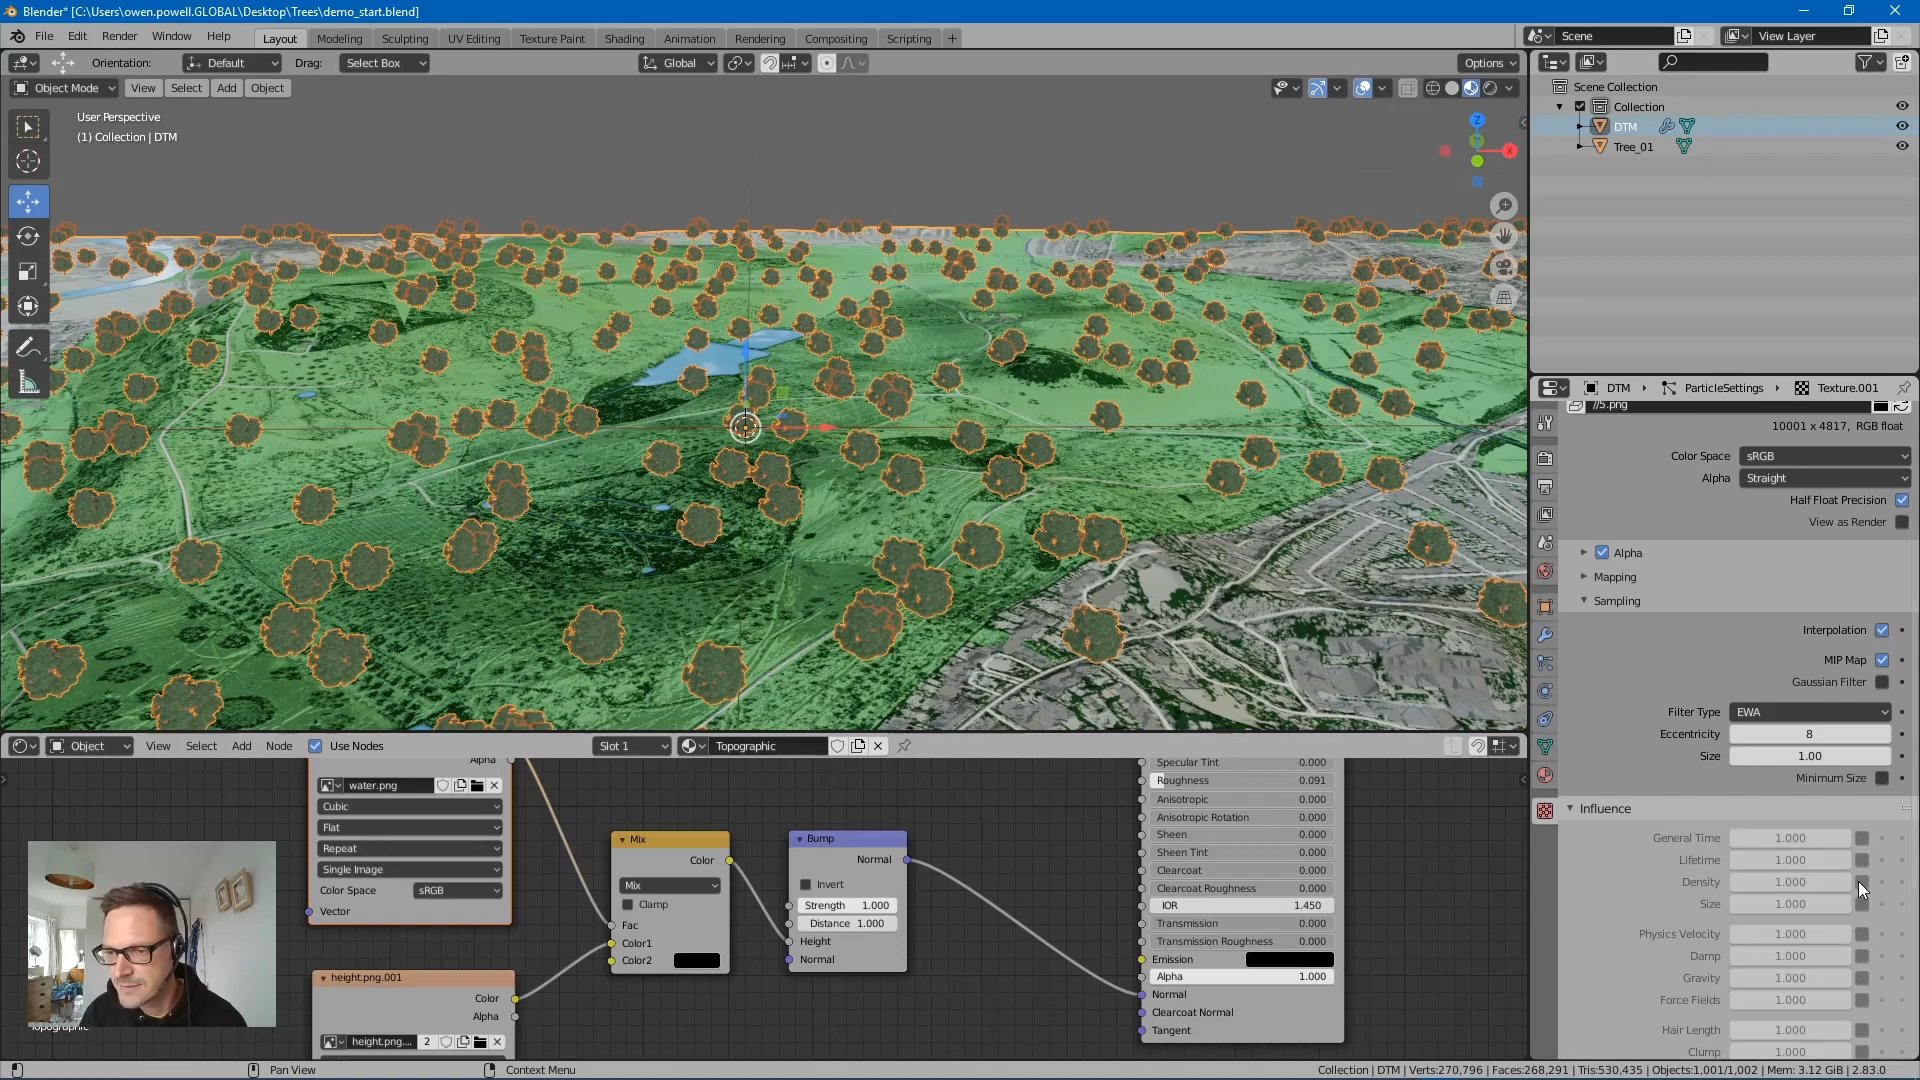 Blender* [C:\Users\owen.powell.GLOBAL\Desktop\Trees\demo_start.blend]
File Edit Render Window Help
Layout Modeling Sculpting UV Editing Texture Paint Shading Animation Rendering Compositing Scripting +
Scene
View Layer
Orientation: Default Drag: Select Box
Global
Options
Object Mode View Select Add Object
User Perspective
(1) Collection | DTM
Z
X
Scene Collection
Collection
DTM
Tree_01
DTM ParticleSettings Texture.001
//5.png
10001 x 4817, RGB float
Color Space sRGB
Alpha Straight
Half Float Precision
View as Render
Alpha
Mapping
Sampling
Interpolation
MIP Map
Gaussian Filter
Filter Type EWA
Eccentricity 8
Size 1.00
Minimum Size
Influence
General Time 1.000
Lifetime 1.000
Density 1.000
Size 1.000
Physics Velocity 1.000
Damp 1.000
Gravity 1.000
Force Fields 1.000
Hair Length 1.000
Clump 1.000
Object View Select Add Node Use Nodes Slot 1 Topographic
Alpha
water.png
Cubic
Flat
Repeat
Single Image
Color Space sRGB
Vector
height.png.001
Color
Alpha
height.png.... 2
Mix
Color
Mix
Clamp
Fac
Color1
Color2
Bump
Normal
Invert
Strength 1.000
Distance 1.000
Height
Normal
Specular Tint 0.000
Roughness 0.091
Anisotropic 0.000
Anisotropic Rotation 0.000
Sheen 0.000
Sheen Tint 0.000
Clearcoat 0.000
Clearcoat Roughness 0.000
IOR 1.450
Transmission 0.000
Transmission Roughness 0.000
Emission
Alpha 1.000
Normal
Clearcoat Normal
Tangent
Topographic
Pan View
Context Menu
Collection | DTM | Verts:270,796 | Faces:268,291 | Tris:530,435 | Objects:1,001/1,002 | Mem: 3.12 GiB | 2.83.0